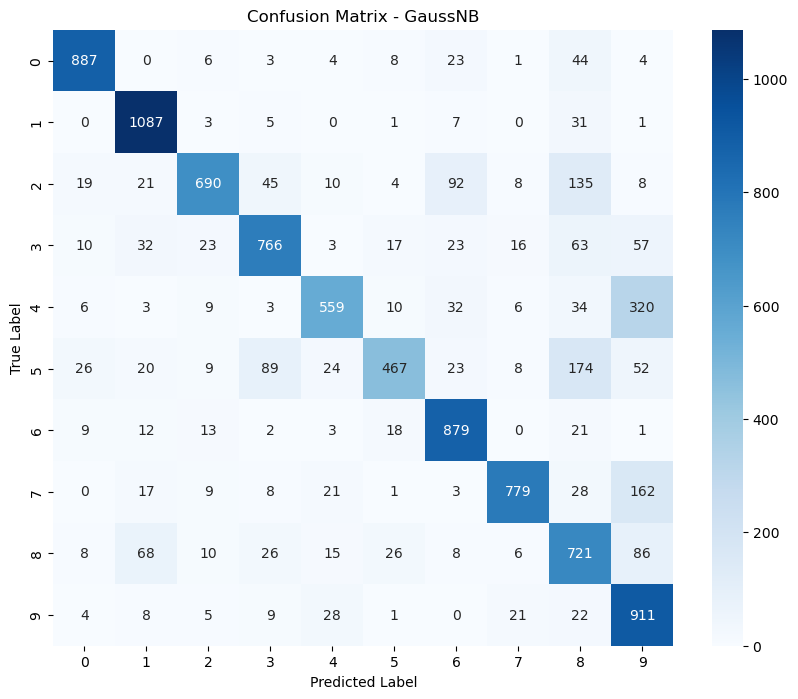 Confusion Matrix - GaussNB
0 887 0 6 3 4 8 23 1 44 4
1 0 1087 3 5 0 1 7 0 31 1
2 19 21 690 45 10 4 92 8 135 8
3 10 32 23 766 3 17 23 16 63 57
4 6 3 9 3 559 10 32 6 34 320
5 26 20 9 89 24 467 23 8 174 52
6 9 12 13 2 3 18 879 0 21 1
7 0 17 9 8 21 1 3 779 28 162
8 8 68 10 26 15 26 8 6 721 86
9 4 8 5 9 28 1 0 21 22 911
0 1 2 3 4 5 6 7 8 9
Predicted Label
True Label
1000
800
600
400
200
0